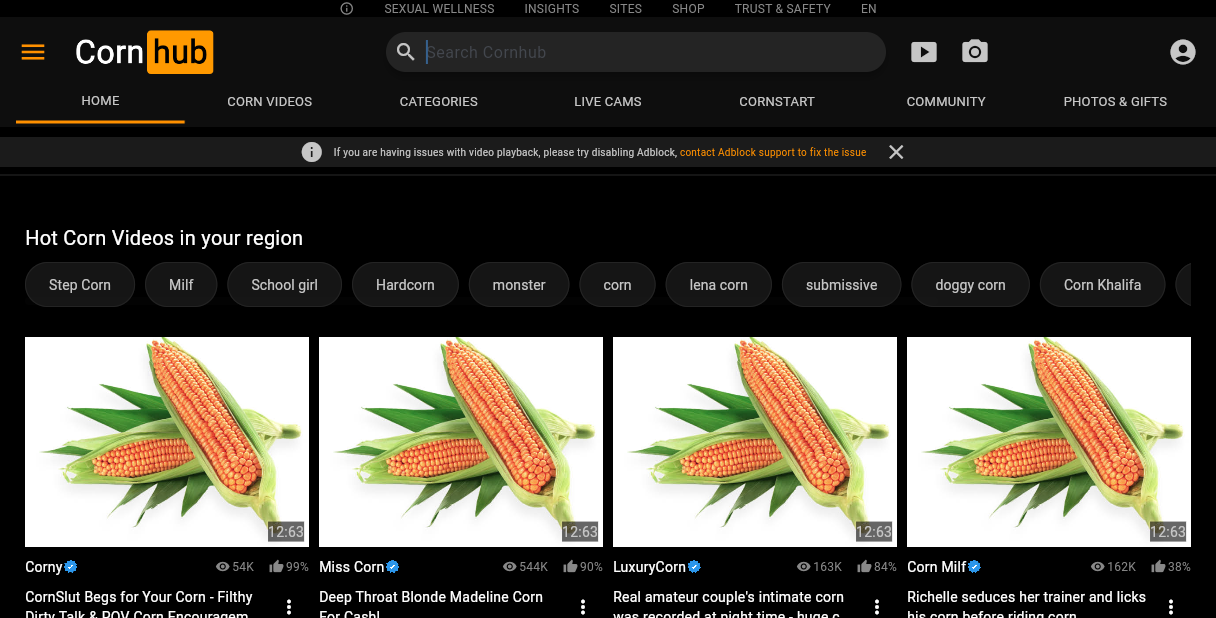 SEXUAL WELLNESS INSIGHTS SITES SHOP TRUST & SAFETY EN
Corn hub
Search Cornhub
HOME CORN VIDEOS CATEGORIES LIVE CAMS CORNSTART COMMUNITY PHOTOS & GIFTS
If you are having issues with video playback, please try disabling Adblock, contact Adblock support to fix the issue
Hot Corn Videos in your region
Step Corn Milf School girl Hardcorn monster corn lena corn submissive doggy corn Corn Khalifa
12:63 12:63 12:63 12:63
Corny 54K 99% Miss Corn 544K 90% LuxuryCorn 163K 84% Corn Milf 162K 38%
CornSlut Begs for Your Corn - Filthy Deep Throat Blonde Madeline Corn Real amateur couple's intimate corn Richelle seduces her trainer and licks
Dirty Talk & POV Corn Encouragem For Cash! was recorded at night time - huge c his corn before riding corn